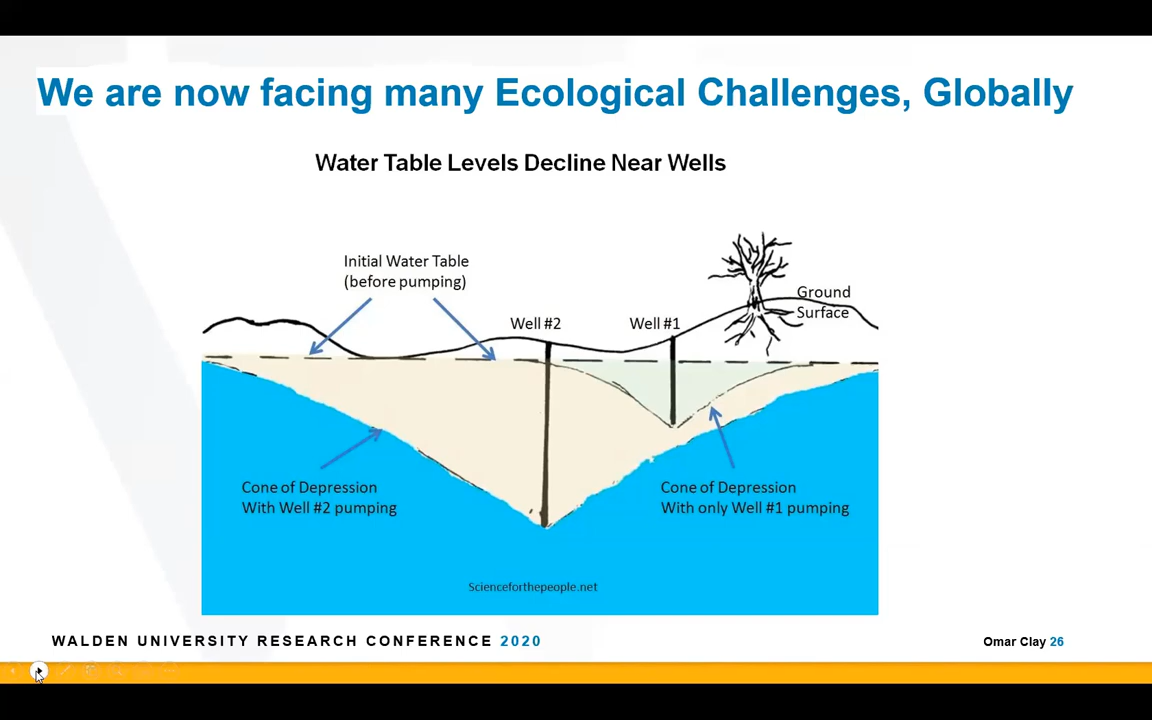 We are now facing many Ecological Challenges, Globally
Water Table Levels Decline Near Wells
Initial Water Table
(before pumping)
Well #2
Well #1
Ground
Surface
Cone of Depression
With Well #2 pumping
Cone of Depression
With only Well #1 pumping
Scienceforthepeople.net
WALDEN UNIVERSITY RESEARCH CONFERENCE 2020
Omar Clay 26